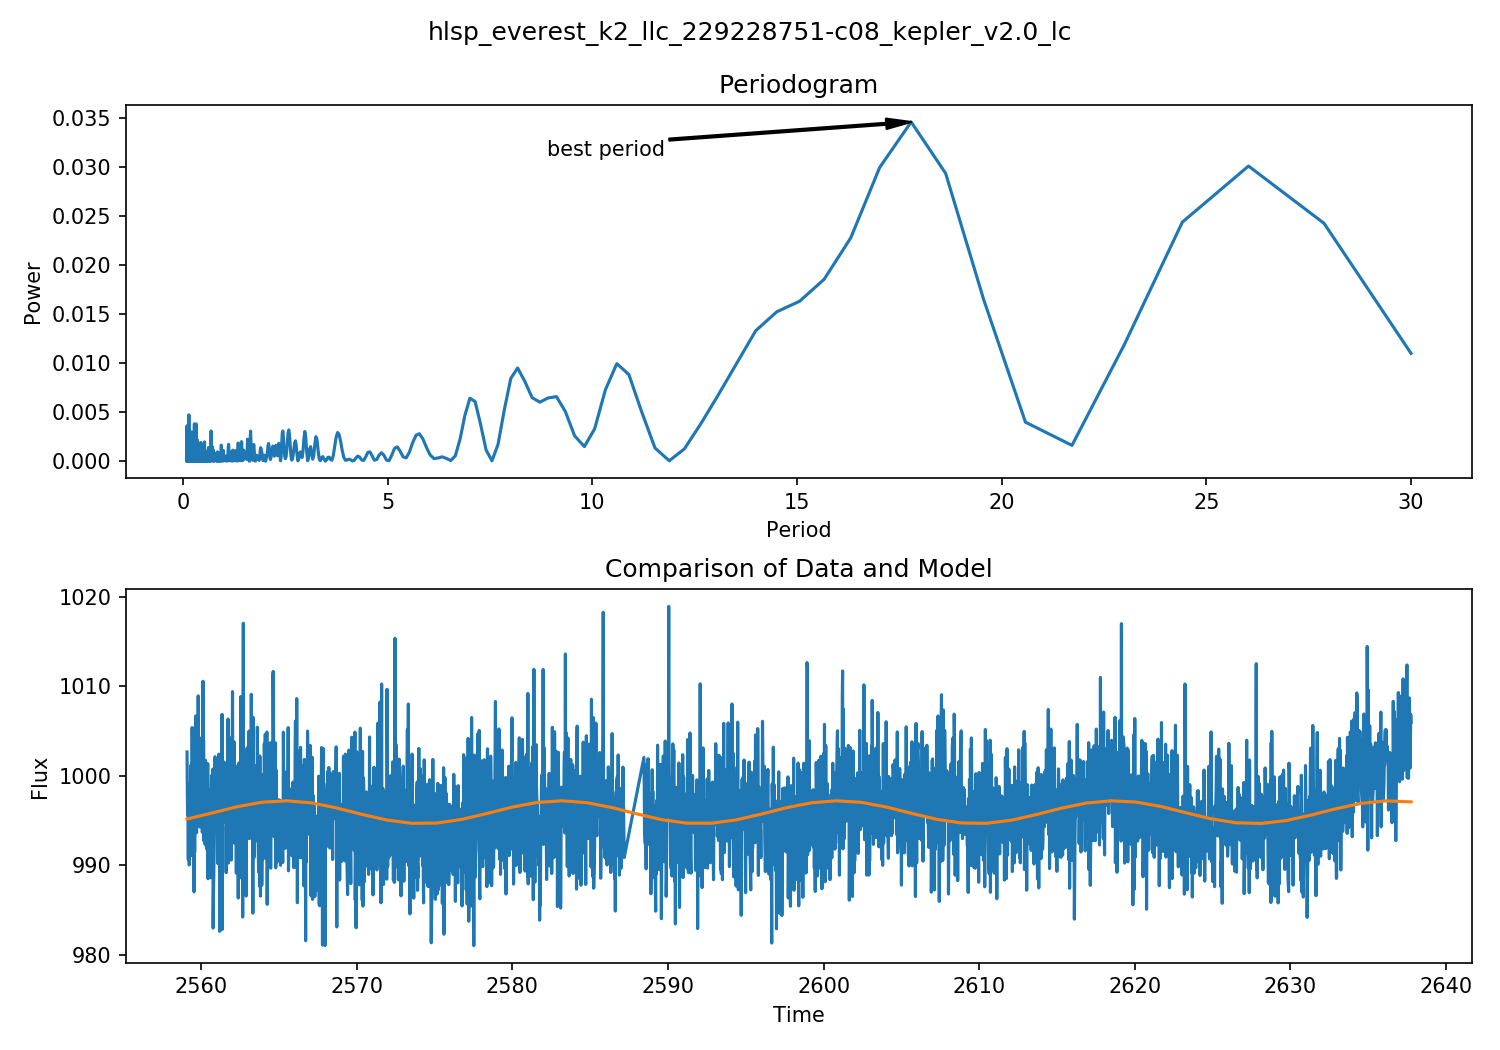 hlsp_everest_k2_llc_229228751-c08_kepler_v2.0_lc
Periodogram
0.035
0.030
0.025
0.020
0.015
0.010
0.005
0.000
Power
best period
0 5 10 15 20 25 30
Period
Comparison of Data and Model
1020
1010
1000
990
980
Flux
2560 2570 2580 2590 2600 2610 2620 2630 2640
Time